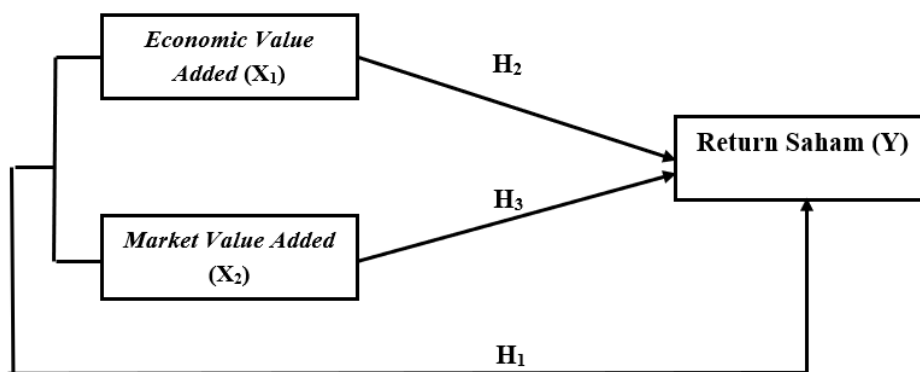 Economic Value
Added (X₁)
H₂
Return Saham (Y)
H₃
Market Value Added
(X₂)
H₁